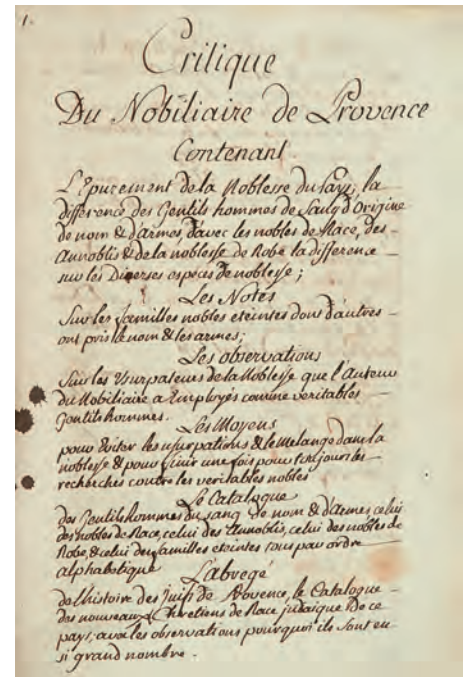 1.
Critique
Du Nobiliaire de Provence
Contenant
L'Epurement de la Noblesse du Pays; la
difference des Gentils hommes de Sang d'Origine
de nom & d'armes, d'avec les nobles de Race, des
Annoblis & de la noblesse de Robe la difference
sur les Diverses especes de noblesse;
Les Notes
Sur les familles nobles eteintes dont d'autres
ont pris le nom & les armes;
Les observations
Sur les Usurpateurs de la Noblesse que l'Auteur
du Nobiliaire a Employés comme veritables
Gentilshommes.
Les Moyens
pour Eviter les usurpations & le melange dans la
noblesse & pour finir une fois pour toujours les
recherches contre les veritables nobles
Le Catalogue
des Gentilshommes du sang de nom & d'Armes, celui
des nobles de Race, celui des Annoblis, celui des nobles de
Robe, & celui des familles eteintes tous par ordre
alphabetique
L'abregé
de l'histoire des juifs de Provence, le Catalogue
des nouveaux Chretiens de Race judaique de ce
pays, avec les observations pourquoi ils sont en
si grand nombre.